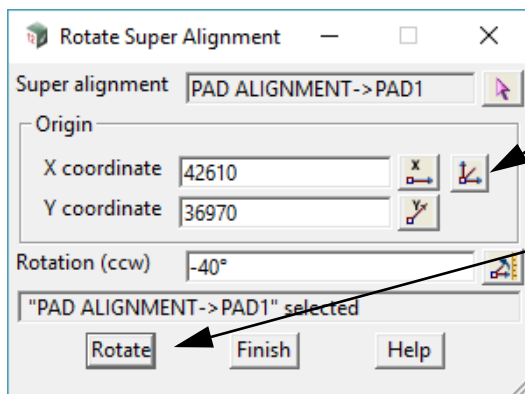 Rotate Super Alignment
Super alignment PAD ALIGNMENT->PAD1
Origin
X coordinate 42610
Y coordinate 36970
Rotation (ccw) -40°
"PAD ALIGNMENT->PAD1" selected
Rotate Finish Help